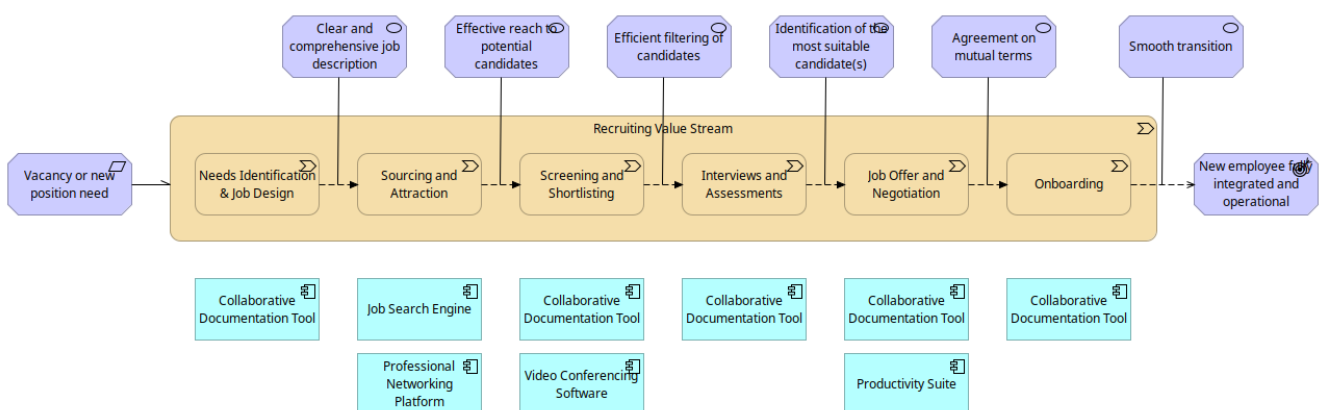 Clear and
comprehensive job
description
Effective reach to
potential
candidates
Efficient filtering of
candidates
Identification of the
most suitable
candidate(s)
Agreement on
mutual terms
Smooth transition
Recruiting Value Stream
Vacancy or new
position need
Needs Identification
& Job Design
Sourcing and
Attraction
Screening and
Shortlisting
Interviews and
Assessments
Job Offer and
Negotiation
Onboarding
New employee fully
integrated and
operational
Collaborative
Documentation Tool
Job Search Engine
Collaborative
Documentation Tool
Collaborative
Documentation Tool
Collaborative
Documentation Tool
Collaborative
Documentation Tool
Professional
Networking
Platform
Video Conferencing
Software
Productivity Suite